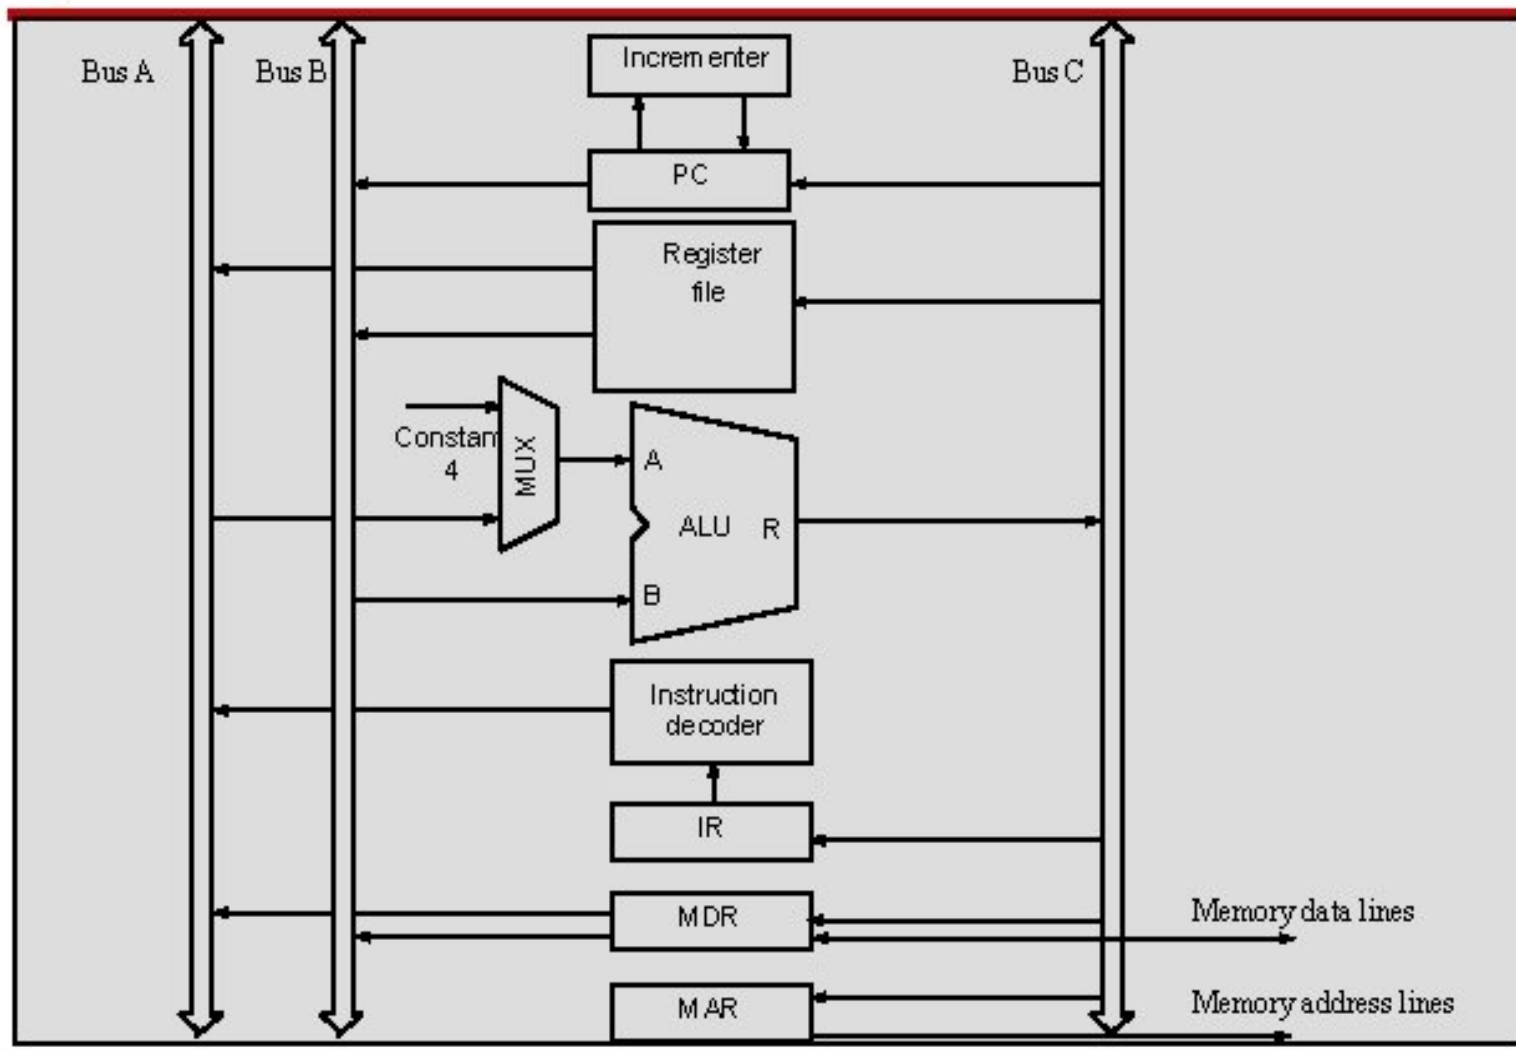 Incrementer
Bus A
Bus B
Bus C
PC
Register
file
Constan
4
MUX
A
ALU
R
B
Instruction
decoder
IR
MDR
Memory data lines
MAR
Memory address lines